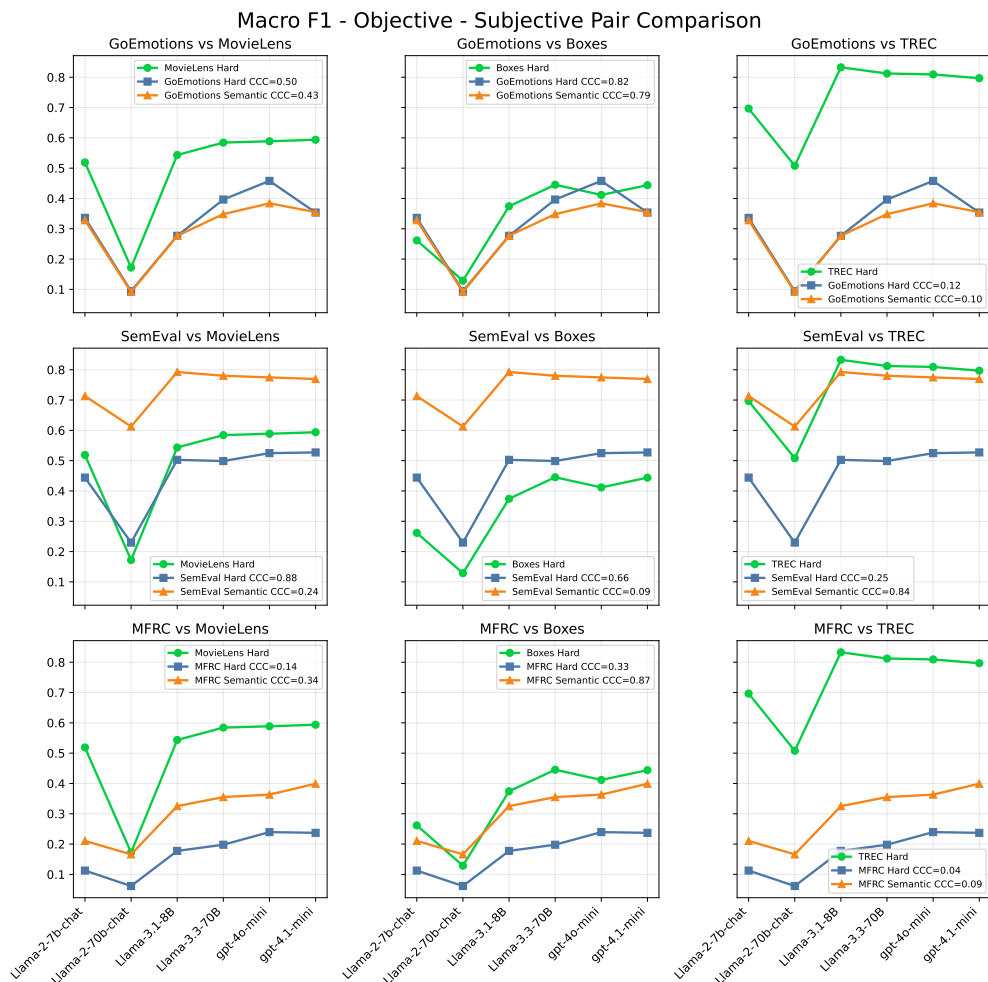 Macro F1 - Objective - Subjective Pair Comparison
GoEmotions vs MovieLens
MovieLens Hard
GoEmotions Hard CCC=0.50
GoEmotions Semantic CCC=0.43
0.8
0.7
0.6
0.5
0.4
0.3
0.2
0.1
GoEmotions vs Boxes
Boxes Hard
GoEmotions Hard CCC=0.82
GoEmotions Semantic CCC=0.79
GoEmotions vs TREC
TREC Hard
GoEmotions Hard CCC=0.12
GoEmotions Semantic CCC=0.10
SemEval vs MovieLens
0.8
0.7
0.6
0.5
0.4
0.3
0.2
0.1
MovieLens Hard
SemEval Hard CCC=0.88
SemEval Semantic CCC=0.24
SemEval vs Boxes
Boxes Hard
SemEval Hard CCC=0.66
SemEval Semantic CCC=0.09
SemEval vs TREC
TREC Hard
SemEval Hard CCC=0.25
SemEval Semantic CCC=0.84
MFRC vs MovieLens
MovieLens Hard
MFRC Hard CCC=0.14
MFRC Semantic CCC=0.34
0.8
0.7
0.6
0.5
0.4
0.3
0.2
0.1
Llama-2-7b-chat
Llama-2-70b-chat
Llama-3.1-8B
Llama-3.3-70B
gpt-4o-mini
gpt-4.1-mini
MFRC vs Boxes
Boxes Hard
MFRC Hard CCC=0.33
MFRC Semantic CCC=0.87
Llama-2-7b-chat
Llama-2-70b-chat
Llama-3.1-8B
Llama-3.3-70B
gpt-4o-mini
gpt-4.1-mini
MFRC vs TREC
TREC Hard
MFRC Hard CCC=0.04
MFRC Semantic CCC=0.09
Llama-2-7b-chat
Llama-2-70b-chat
Llama-3.1-8B
Llama-3.3-70B
gpt-4o-mini
gpt-4.1-mini